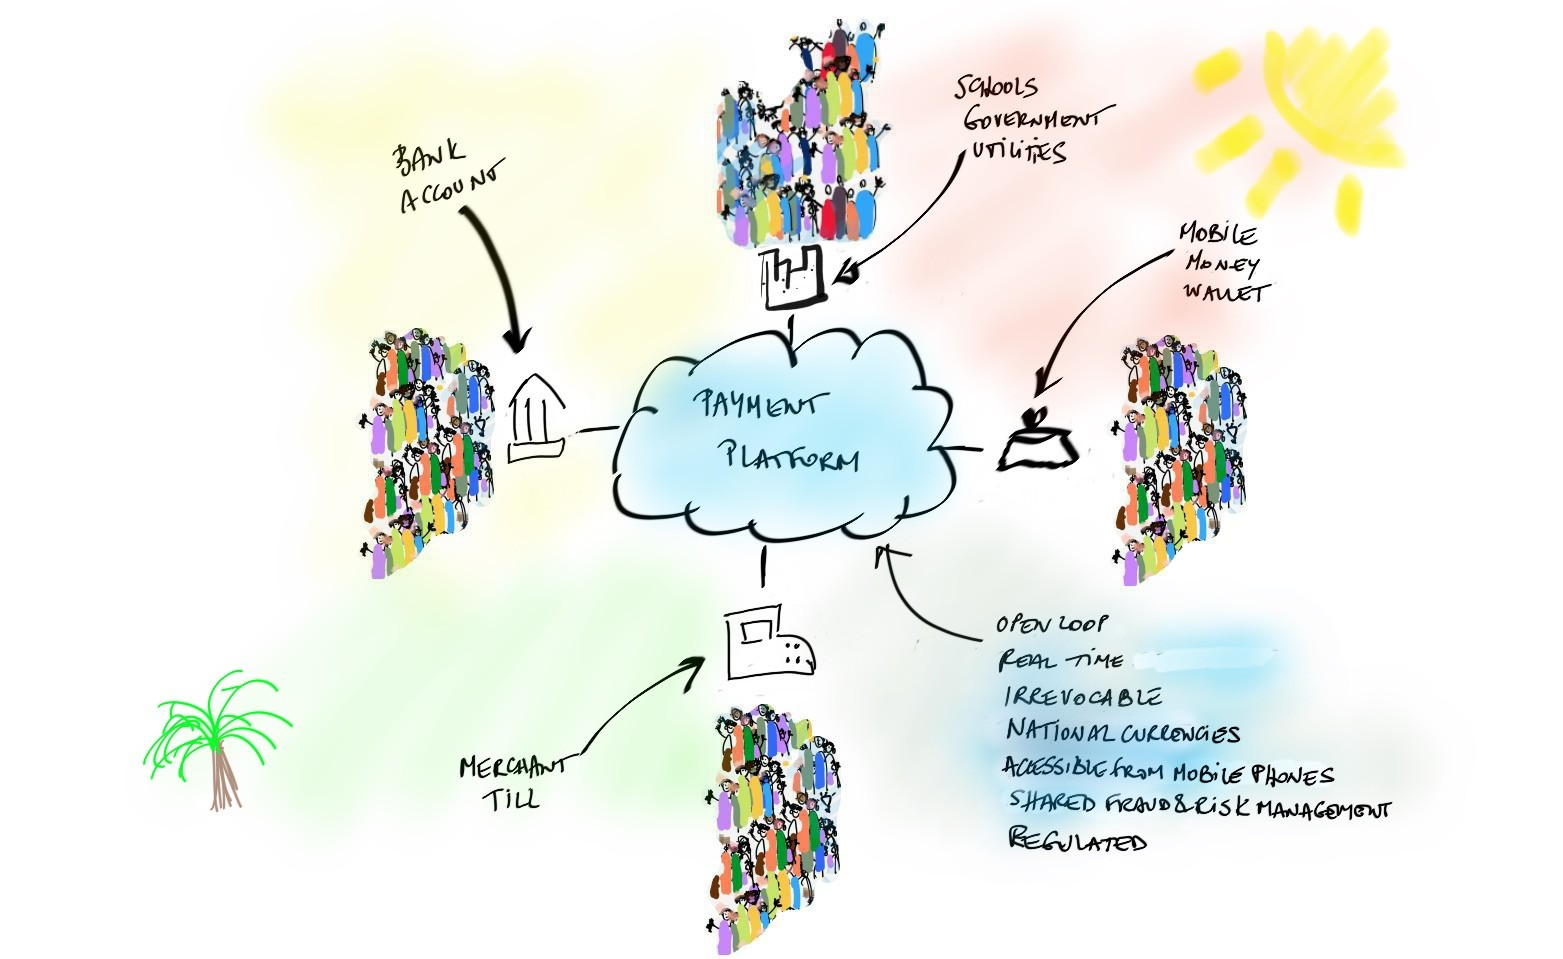 SCHOOLS
GOVERNMENT
UTILITIES
BANK
ACCOUNT
MOBILE
MONEY
WALLET
PAYMENT
PLATFORM
MERCHANT
TILL
OPEN LOOP
REAL TIME
IRREVOCABLE
NATIONAL CURRENCIES
ACESSIBLE FROM MOBILE PHONES
SHARED FRAUD & RISK MANAGEMENT
REGULATED